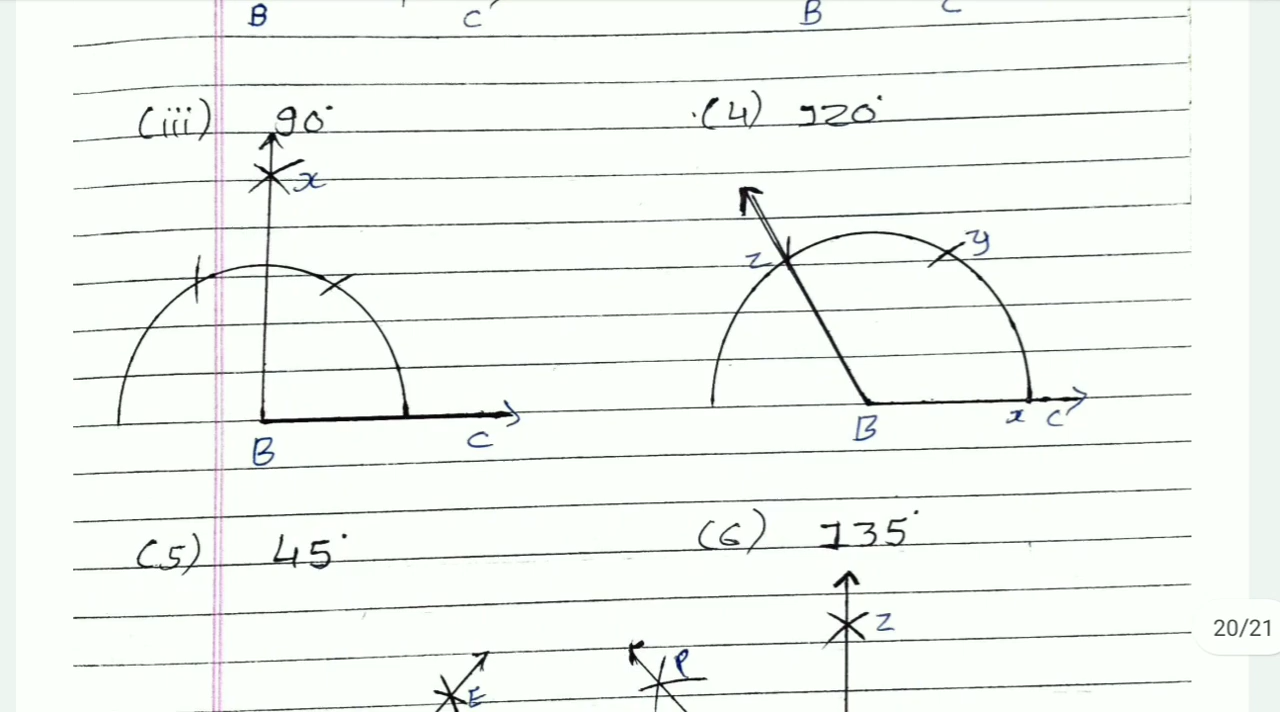 B C B C
(iii) 90° (4) 120°
x
z y
B C B x C
(5) 45° (6) 135°
z
E P
20/21